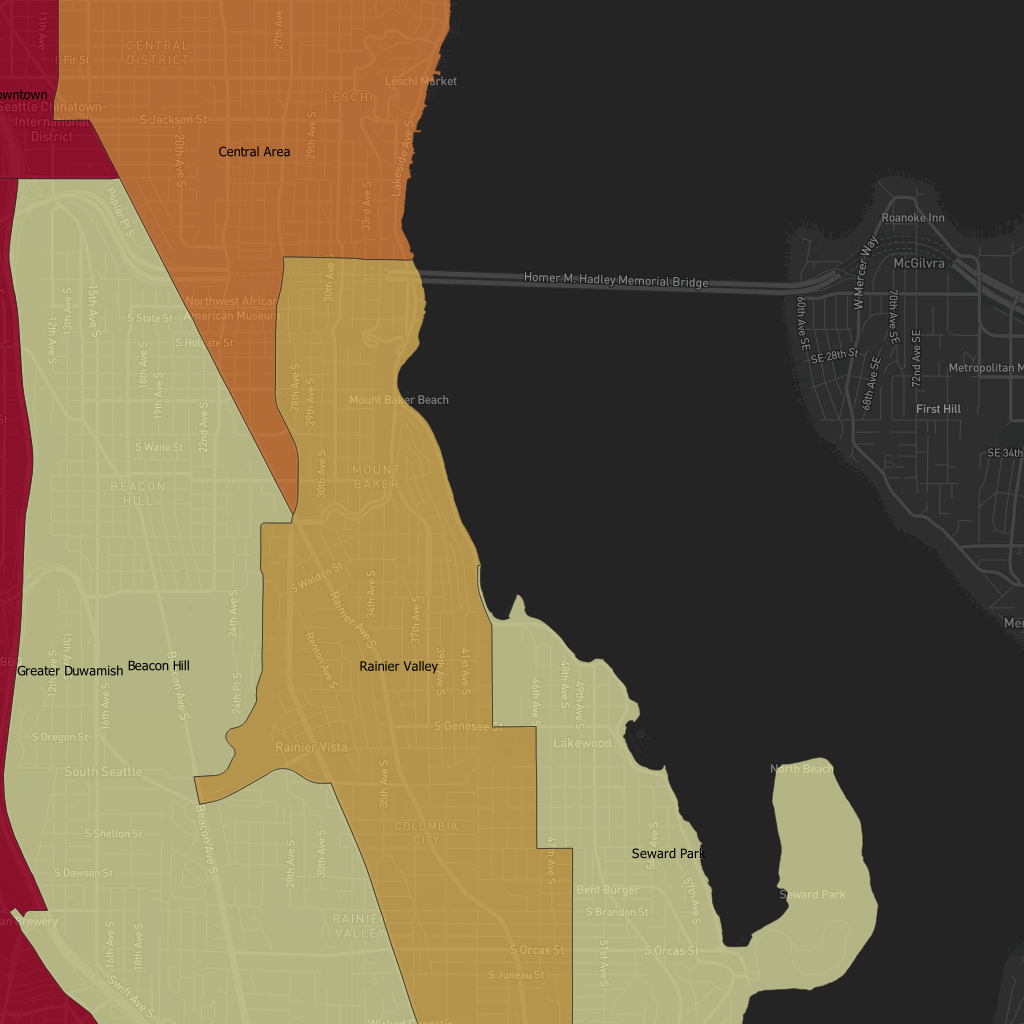 11th Ave
27th Ave
CENTRAL
DISTRICT
E Fir St
Leschi Market
LESCHI
owntown
Seattle Chinatown-
International
District
S Jackson St
29th Ave S
20th Ave S
Central Area
Lakeside Ave S
33rd Ave S
Poplar Pl S
Roanoke Inn
W Mercer Way
McGilvra
30th Ave S
Homer M. Hadley Memorial Bridge
Northwest African
American Museum
15th Ave S
13th Ave S
12th Ave S
S State St
S Holgate St
60th Ave SE
70th Ave SE
72nd Ave SE
SE 28th St
68th Ave SE
Metropolitan M
18th Ave S
19th Ave S
22nd Ave S
28th Ave S
29th Ave S
Mount Baker Beach
First Hill
S Waite St
30th Ave S
MOUNT
BAKER
SE 34th
BEACON
HILL
S Walden St
34th Ave S
Rainier Ave S
37th Ave S
24th Ave S
Mer
13th Ave S
12th Ave S
Greater Duwamish
Beacon Hill
Beacon Ave S
Renton Ave S
Rainier Valley
39th Ave S
41st Ave S
46th Ave S
48th Ave S
49th Ave S
24th Pl S
16th Ave S
S Genesee St
S Oregon St
Rainier Vista
Lakewood
South Seattle
35th Ave S
North Beach
Beacon Ave S
S Shelton St
28th Ave S
30th Ave S
COLUMBIA
CITY
47th Ave S
Seward Park
S Dawson St
57th Ave S
Bent Burger
Seward Park
S Brandon St
an Brewery
RAINIER
VALLEY
16th Ave S
18th Ave S
S Orcas St
51st Ave S
S Orcas St
S Juneau St
Swift Ave S